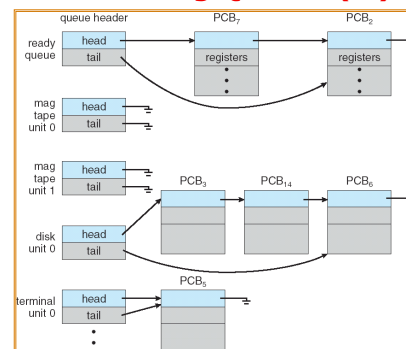 queue header PCB7 PCB2
ready queue
head
tail
registers
registers
mag tape unit 0
head
tail
mag tape unit 1
head
tail
PCB3 PCB14 PCB6
disk unit 0
head
tail
PCB5
terminal unit 0
head
tail